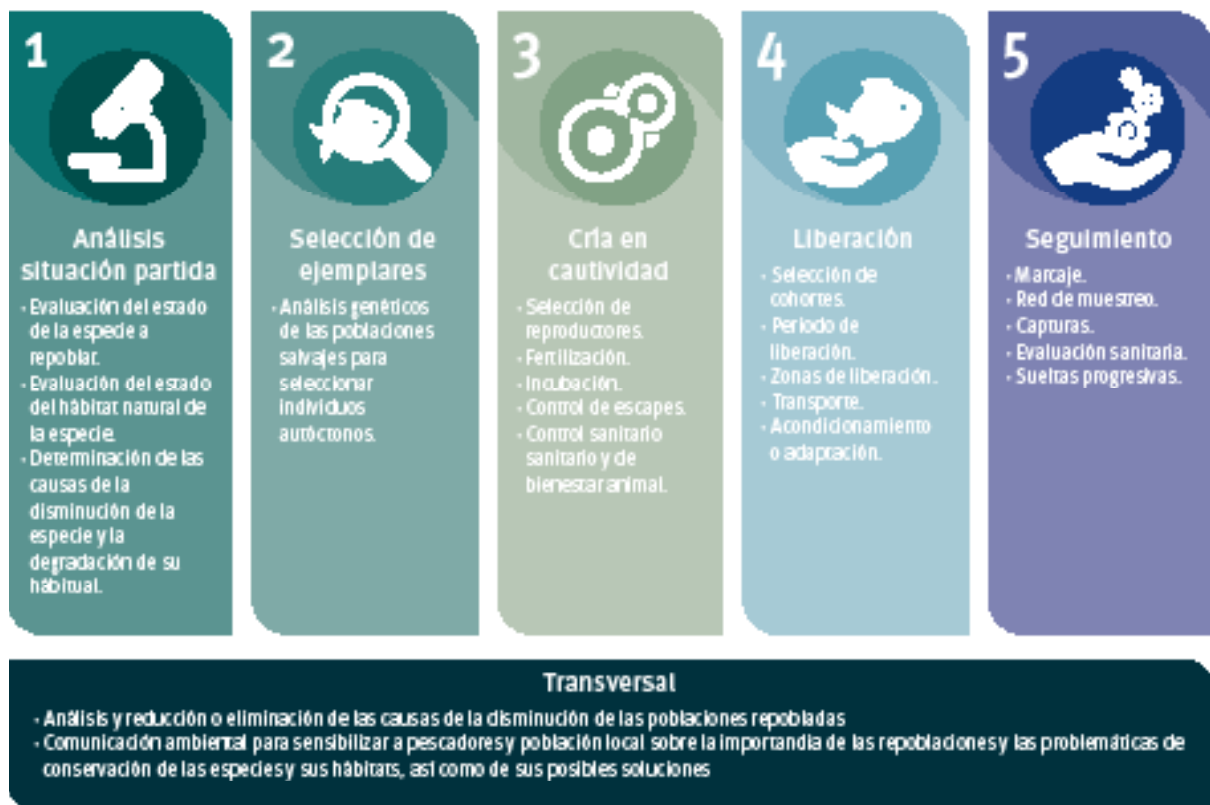 1
Análisis
situación partida
· Evaluación del estado
de la especie a
repoblar.
· Evaluación del estado
del hábitat natural de
la especie.
· Determinación de las
causas de la
disminución de la
especie y la
degradación de su
hábitual.
2
Selección de
ejemplares
· Análisis genéticos
de las poblaciones
salvajes para
seleccionar
individuos
autóctonos.
3
Cría en
cautividad
· Selección de
reproductores.
· Fertilización.
· Incubación.
· Control de escapes.
· Control sanitario
sanitario y de
bienestar animal.
4
Liberación
· Selección de
cohortes.
· Periodo de
liberación.
· Zonas de liberación.
· Transporte.
· Acondicionamiento
o adaptación.
5
Seguimiento
· Marcaje.
· Red de muestreo.
· Capturas.
· Evaluación sanitaria.
· Sueltas progresivas.
Transversal
· Análisis y reducción o eliminación de las causas de la disminución de las poblaciones repobladas
· Comunicación ambiental para sensibilizar a pescadores y población local sobre la importandia de las repoblaciones y las problemáticas de
conservación de las especies y sus hábitats, así como de sus posibles soluciones